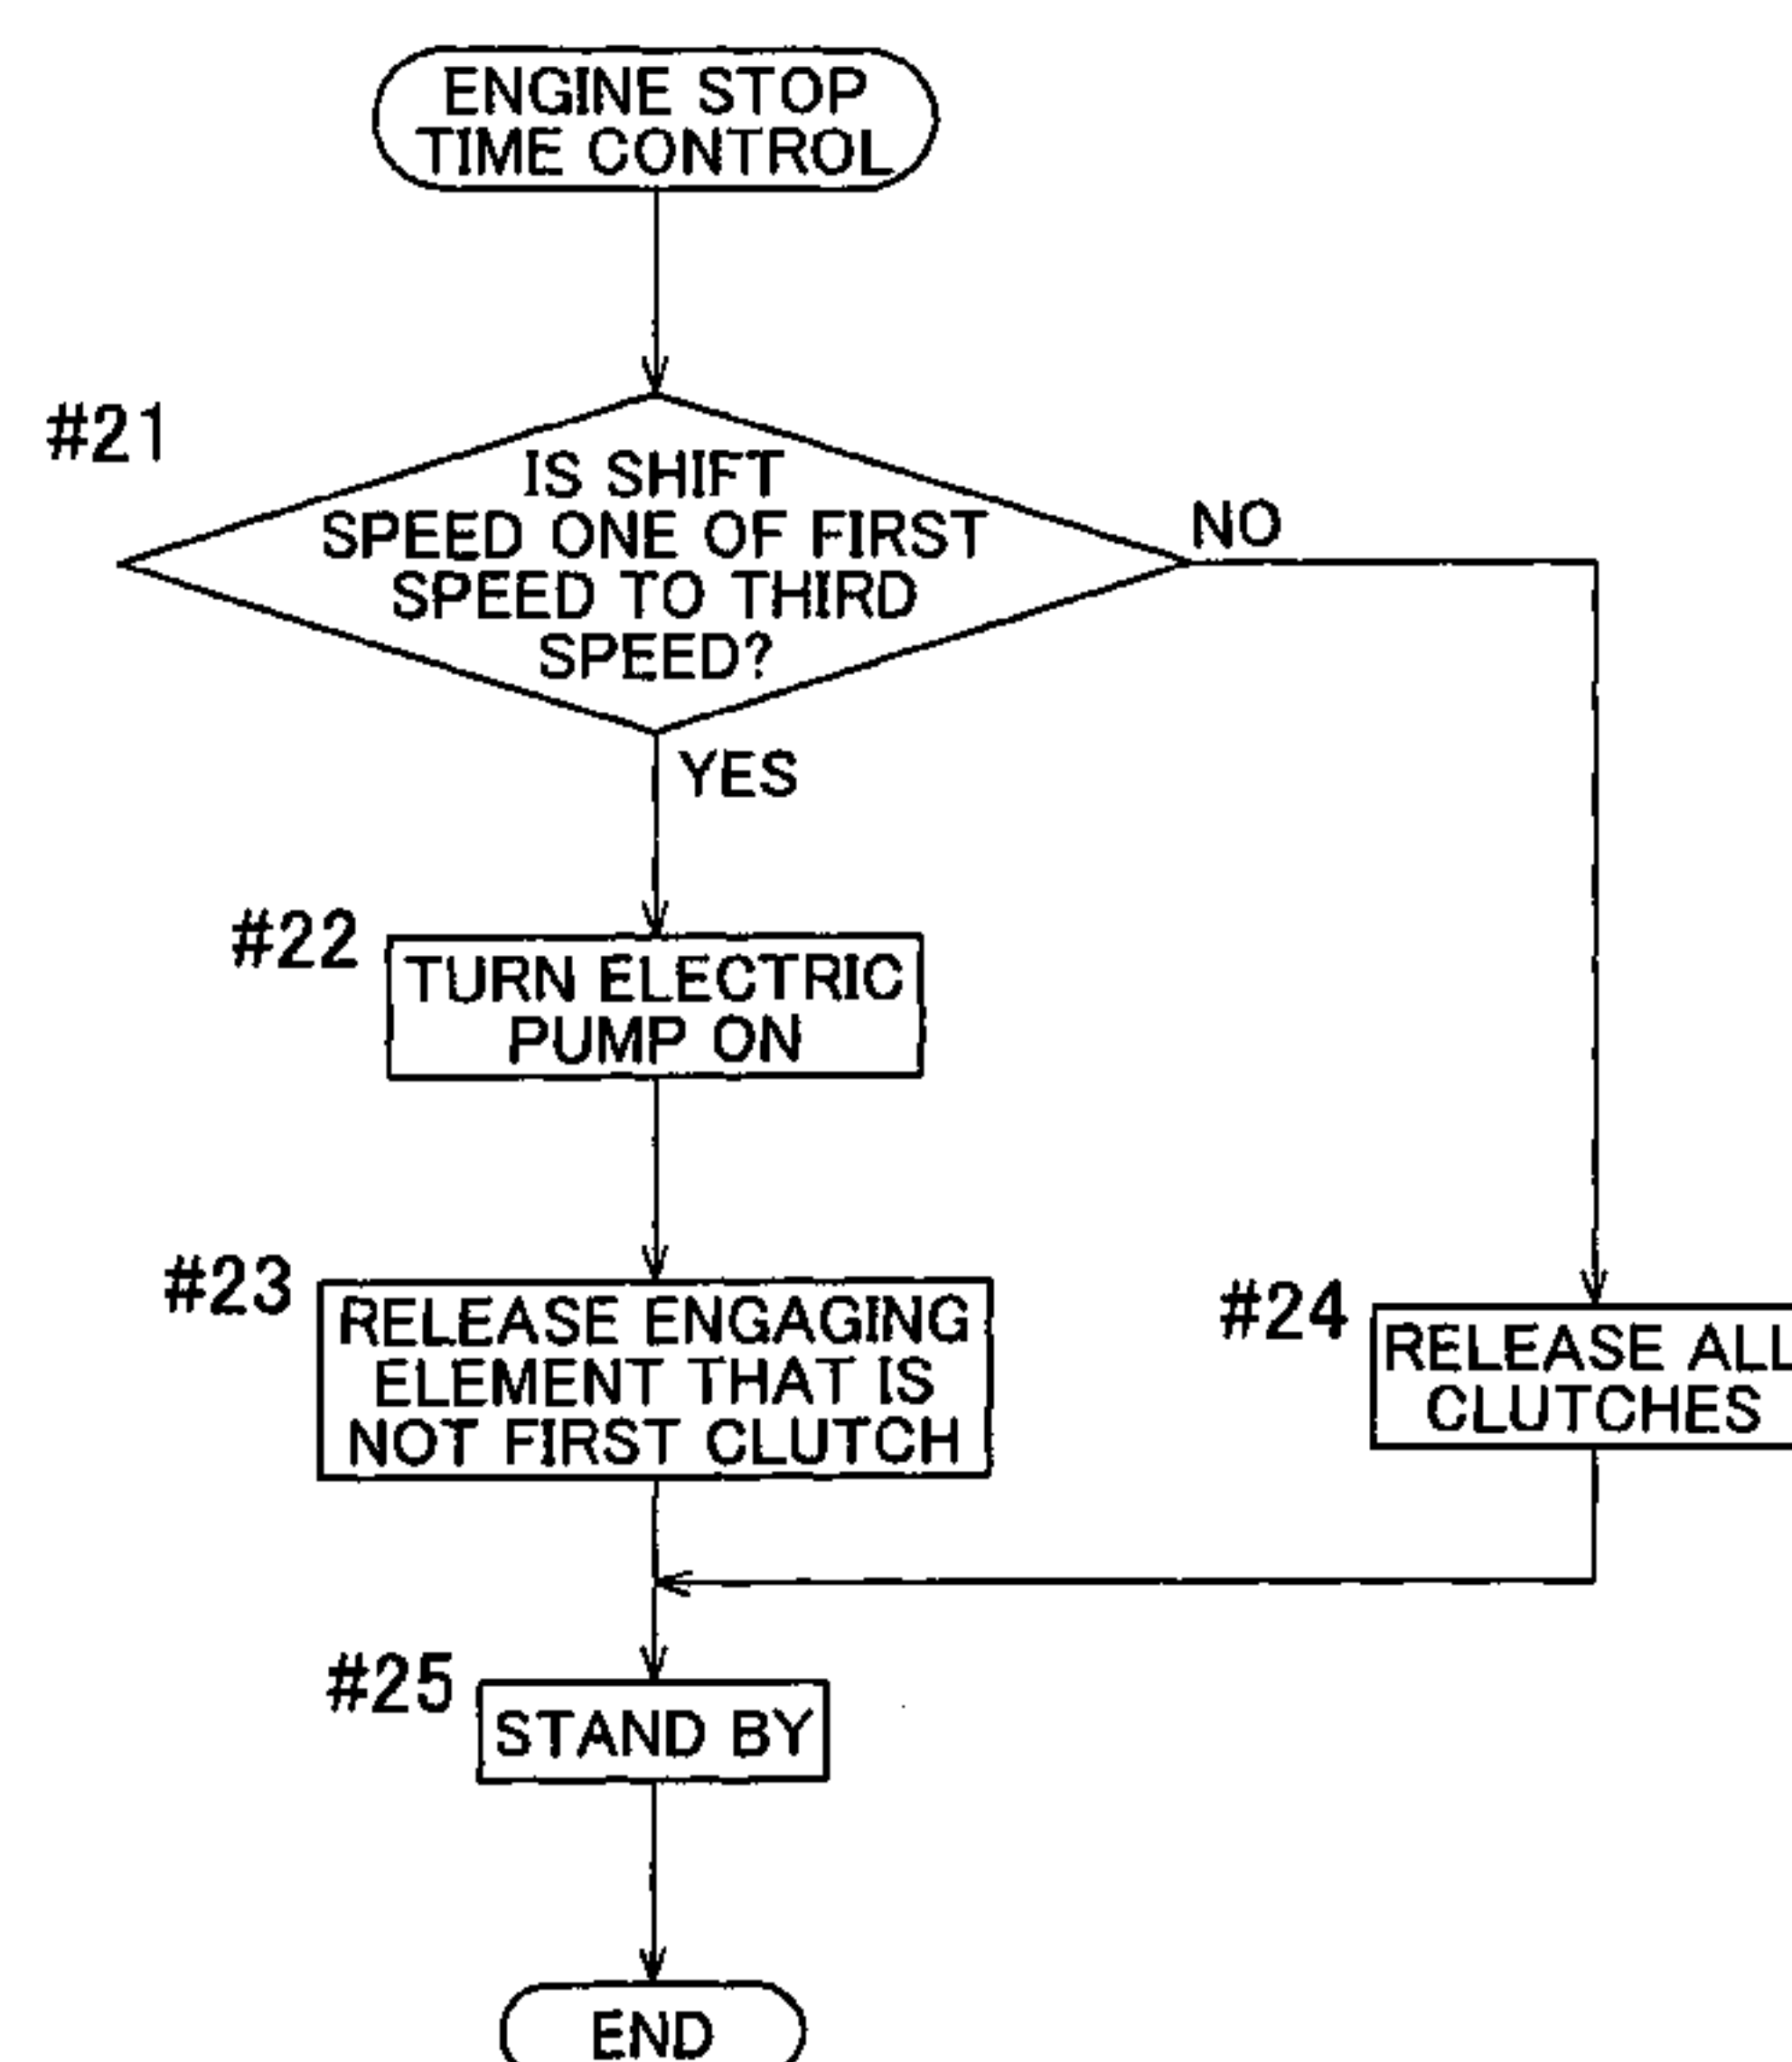 ENGINE STOP
TIME CONTROL
#21
IS SHIFT
SPEED ONE OF FIRST
SPEED TO THIRD
SPEED?
NO
YES
#22
TURN ELECTRIC
PUMP ON
#23
RELEASE ENGAGING
ELEMENT THAT IS
NOT FIRST CLUTCH
#24
RELEASE ALL
CLUTCHES
#25
STAND BY
END